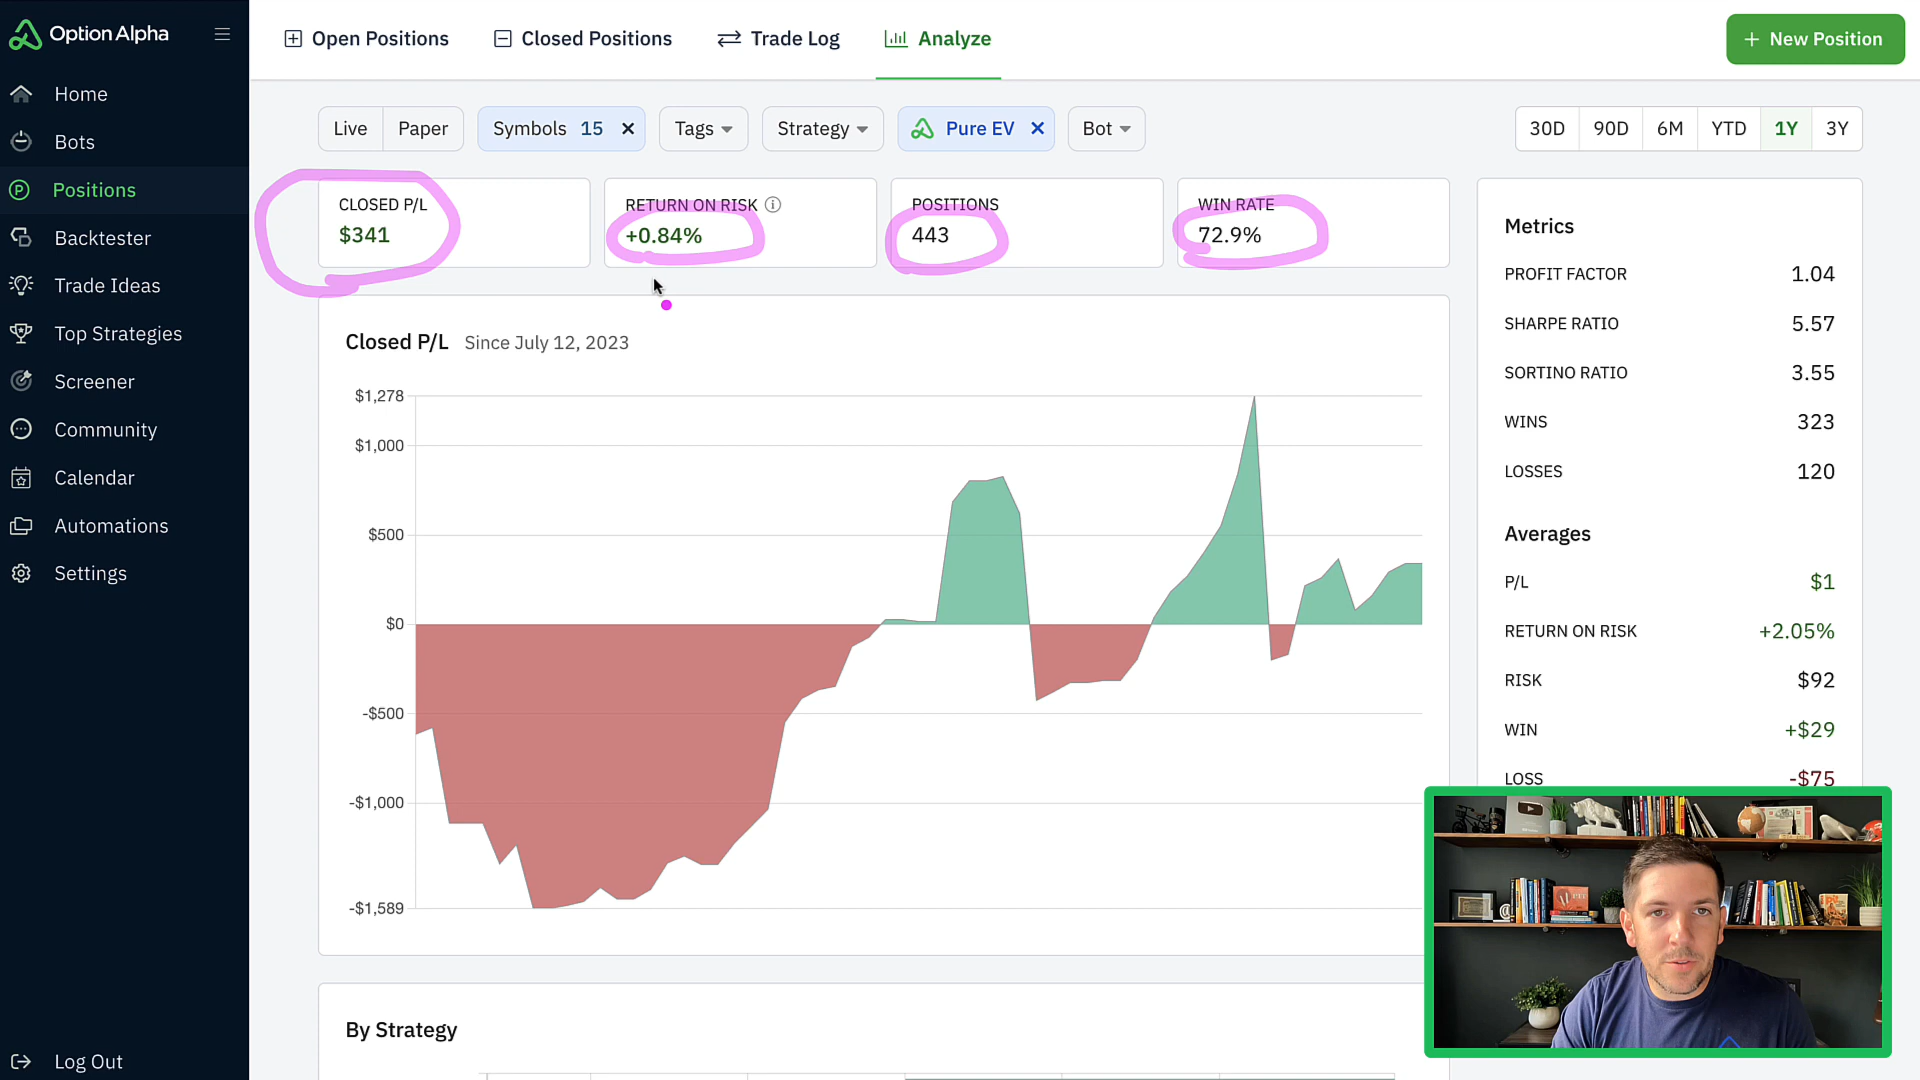 Option Alpha
Open Positions
Closed Positions
Trade Log
Analyze
+ New Position
Home
Bots
Positions
Backtester
Trade Ideas
Top Strategies
Screener
Community
Calendar
Automations
Settings
Log Out
Live
Paper
Symbols 15
Tags
Strategy
Pure EV
Bot
30D
90D
6M
YTD
1Y
3Y
CLOSED P/L
$341
RETURN ON RISK
+0.84%
POSITIONS
443
WIN RATE
72.9%
Closed P/L Since July 12, 2023
$1,278
$1,000
$500
$0
-$500
-$1,000
-$1,589
By Strategy
Metrics
PROFIT FACTOR 1.04
SHARPE RATIO 5.57
SORTINO RATIO 3.55
WINS 323
LOSSES 120
Averages
P/L $1
RETURN ON RISK +2.05%
RISK $92
WIN +$29
LOSS -$75